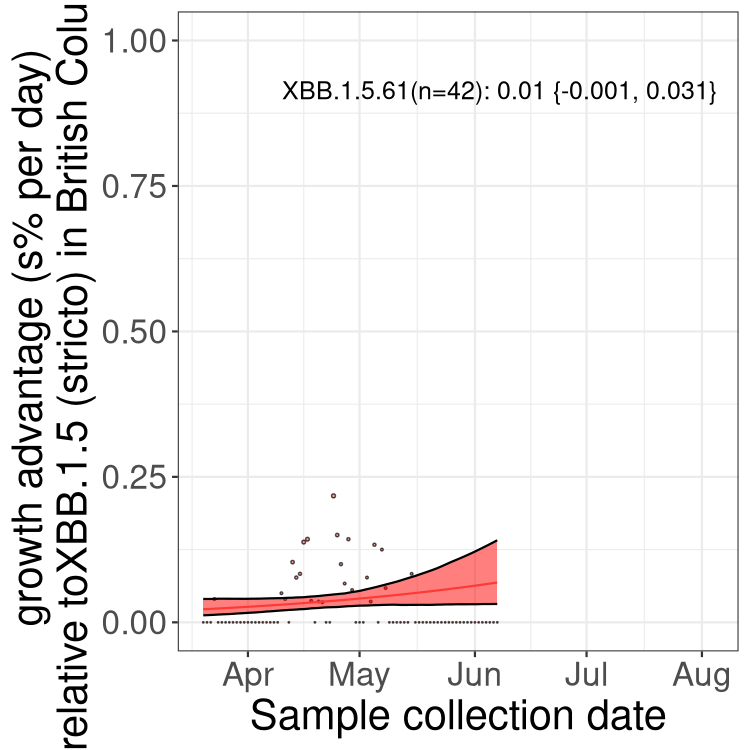 growth advantage (s% per day)
relative toXBB.1.5 (stricto) in British Colu
1.00
0.75
0.50
0.25
0.00
XBB.1.5.61(n=42): 0.01 {-0.001, 0.031}
Apr May Jun Jul Aug
Sample collection date